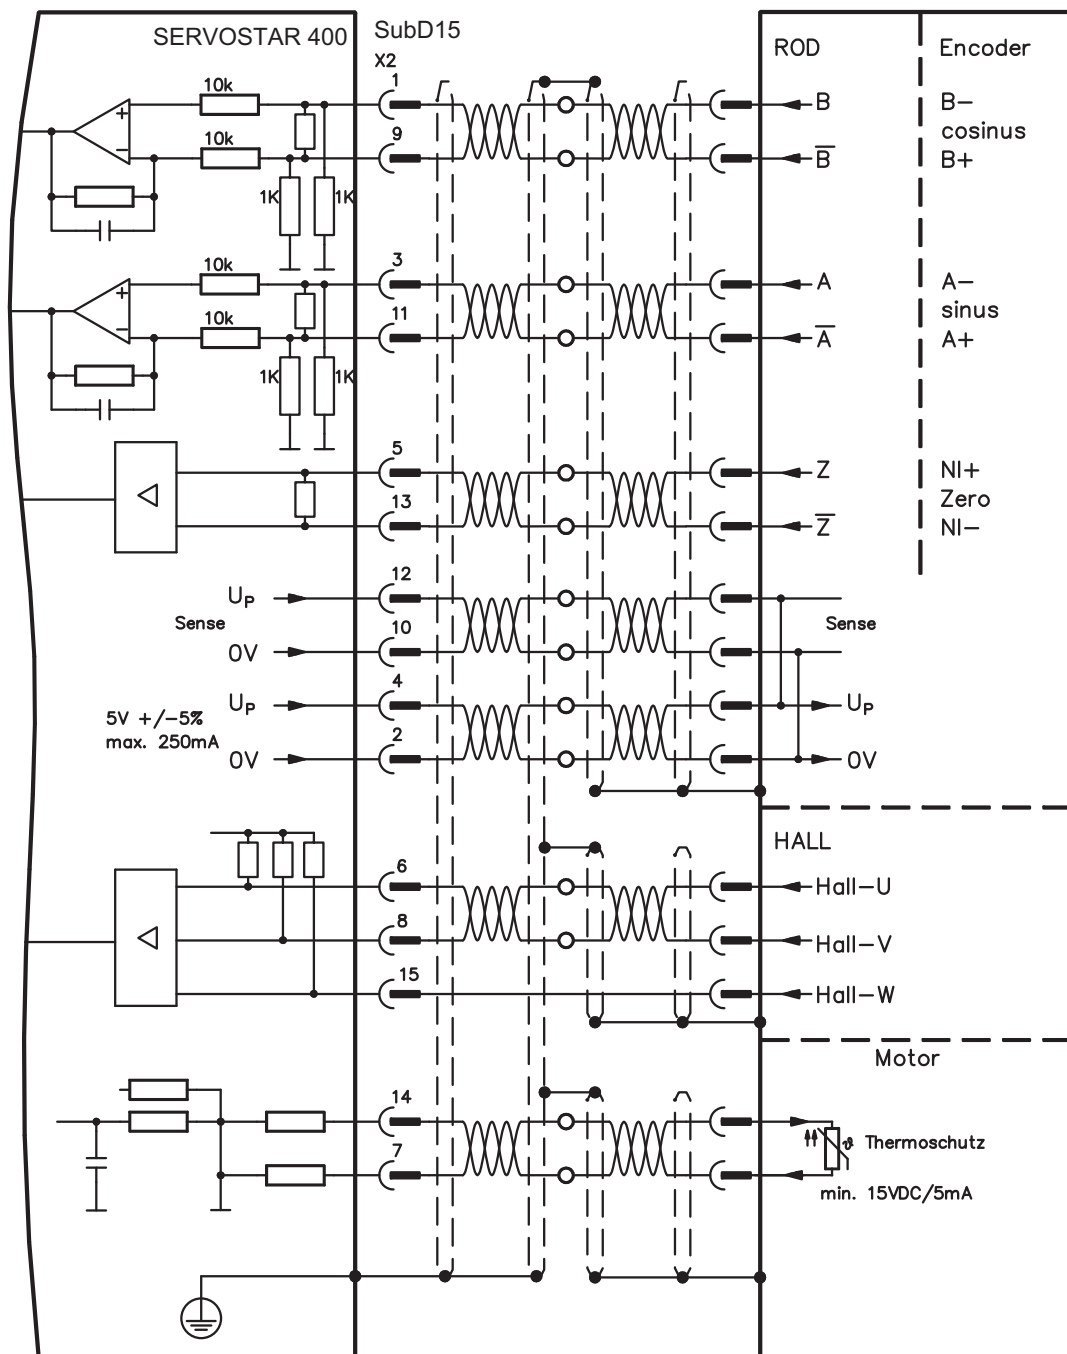 SERVOSTAR 400
SubD15
X2
ROD
Encoder
10k
1
B
B−
cosinus
10k
9
B̅
B+
1K
1K
10k
3
A
A−
sinus
10k
11
A̅
A+
1K
1K
5
Z
NI+
Zero
13
Z̅
NI−
UP
12
Sense
Sense
0V
10
UP
4
UP
5V +/−5%
max. 250mA
0V
2
0V
HALL
6
Hall−U
8
Hall−V
15
Hall−W
Motor
14
ϑ Thermoschutz
7
min. 15VDC/5mA